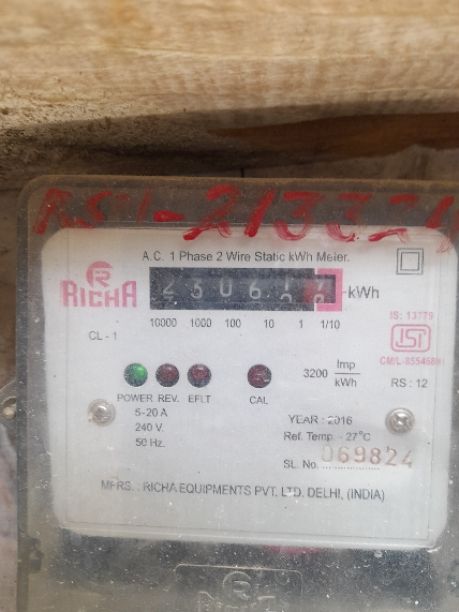 A.C. 1 Phase 2 Wire Static kWh Meter.
R
RICHA
kWh
10000 1000 100 10 1 1/10
IS: 13779
CL - 1
ISI
3200 Imp/kWh
RS : 12
POWER REV. EFLT CAL
5-20 A
240 V.
50 Hz.
YEAR : 2016
Ref. Temp. - 27°C
SL. No. 069824
MFRS. : RICHA EQUIPMENTS PVT. LTD. DELHI, (INDIA)
R